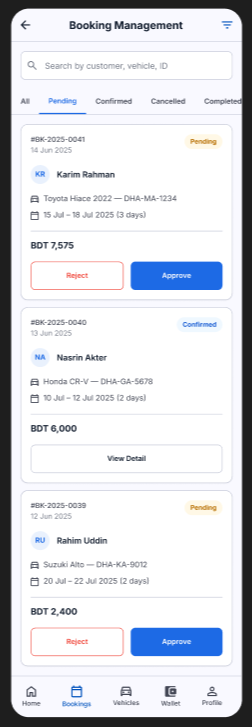 Booking Management
Search by customer, vehicle, ID
All Pending Confirmed Cancelled Completed
#BK-2025-0041
Pending
14 Jun 2025
KR Karim Rahman
Toyota Hiace 2022 — DHA-MA-1234
15 Jul – 18 Jul 2025 (3 days)
BDT 7,575
Reject Approve
#BK-2025-0040
Confirmed
13 Jun 2025
NA Nasrin Akter
Honda CR-V — DHA-GA-5678
10 Jul – 12 Jul 2025 (2 days)
BDT 6,000
View Detail
#BK-2025-0039
Pending
12 Jun 2025
RU Rahim Uddin
Suzuki Alto — DHA-KA-9012
20 Jul – 22 Jul 2025 (2 days)
BDT 2,400
Reject Approve
Home Bookings Vehicles Wallet Profile